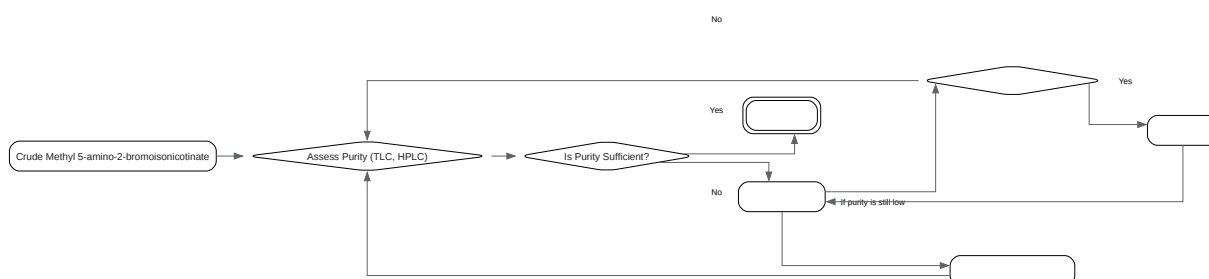 No
Yes
Yes
Crude Methyl 5-amino-2-bromoisonicotinate
Assess Purity (TLC, HPLC)
Is Purity Sufficient?
No
If purity is still low